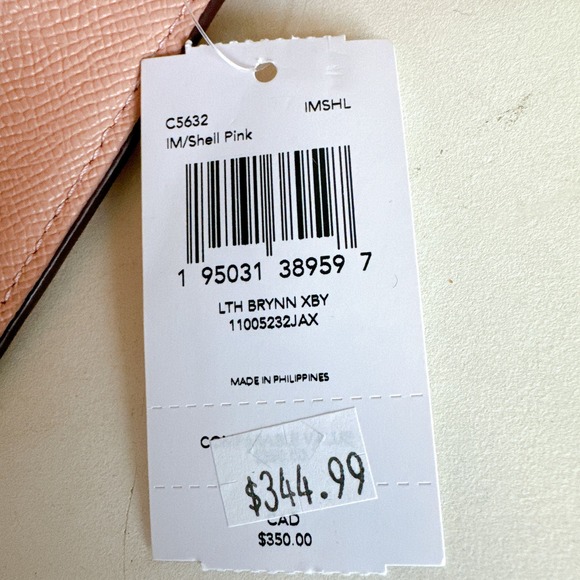 C5632 IMSHL
IM/Shell Pink
1 95031 38959 7
LTH BRYNN XBY
11005232JAX
MADE IN PHILIPPINES
$344.99
CAD
$350.00